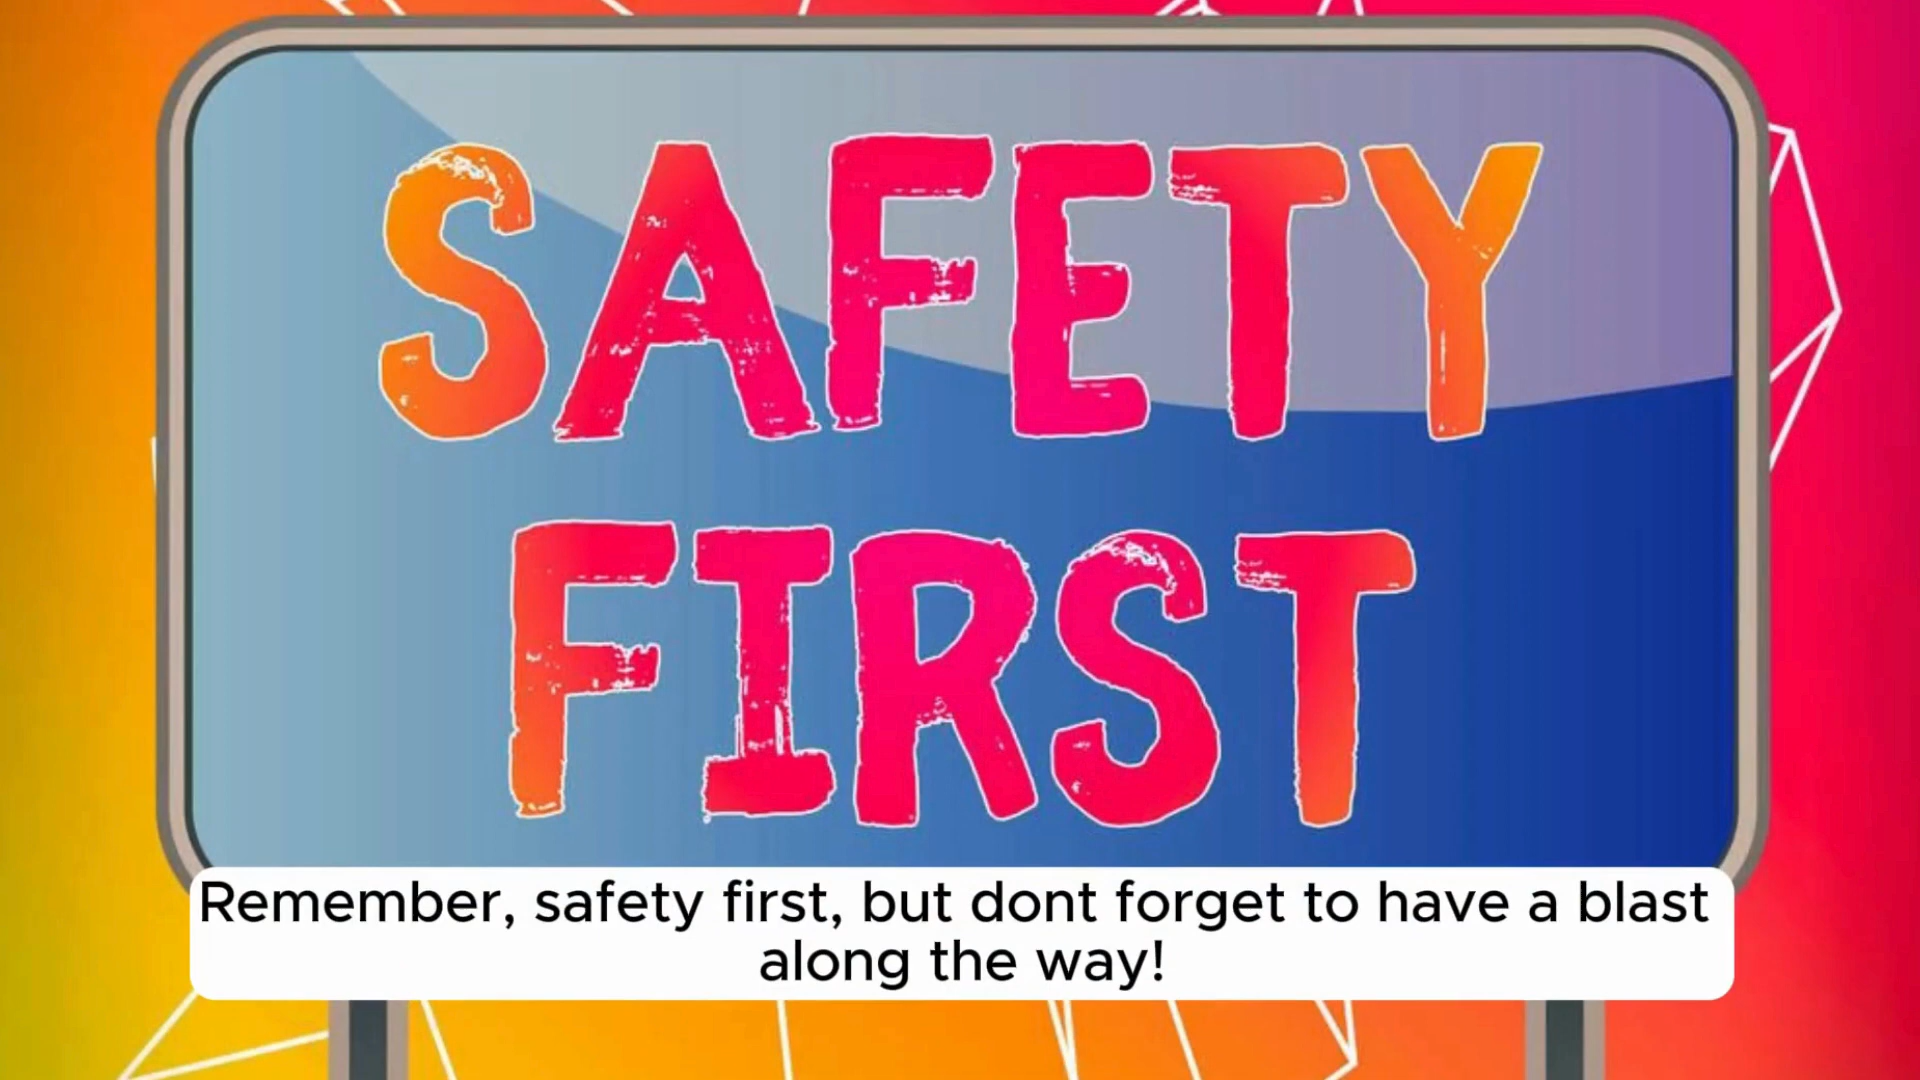 SAFETY
FIRST
Remember, safety first, but dont forget to have a blast
along the way!